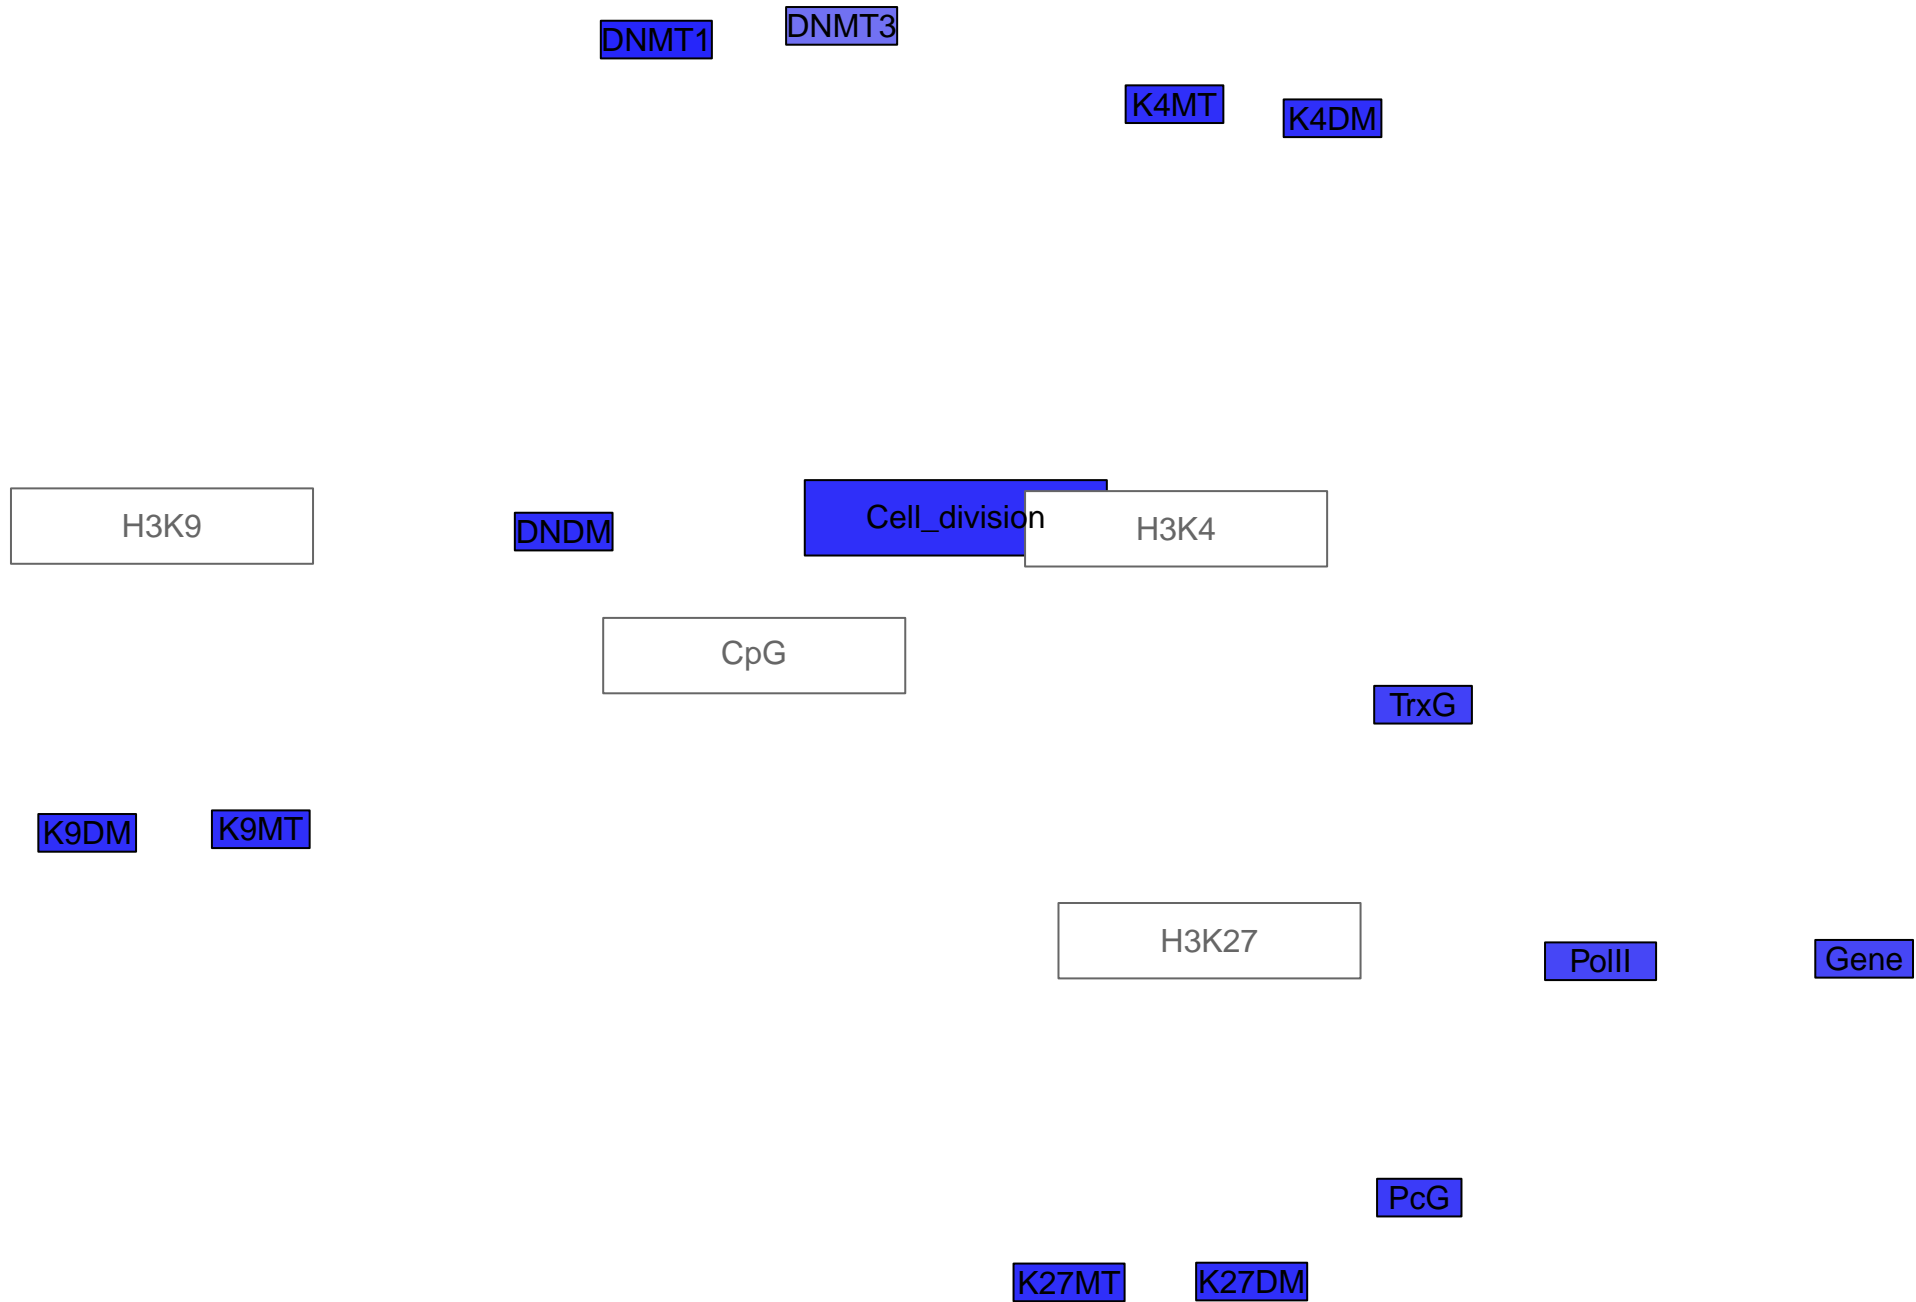 DNMT1
DNMT3
K4MT
K4DM
H3K9
DNDM
Cell_division
H3K4
CpG
TrxG
K9DM
K9MT
H3K27
PolII
Gene
PcG
K27MT
K27DM